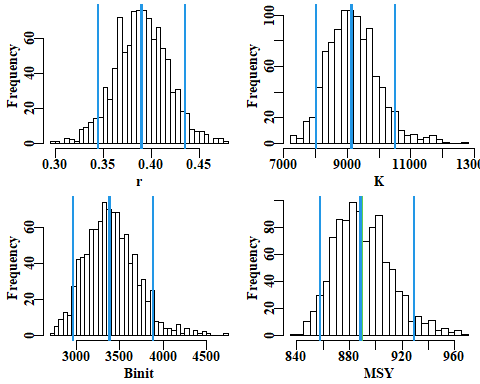 Frequency
0 20 40 60
0.30 0.35 0.40 0.45
r
Frequency
0 20 60 100
7000 9000 11000 1300
K
Frequency
0 20 40 60
3000 3500 4000 4500
Binit
Frequency
0 20 40 60 80
840 880 920 960
MSY